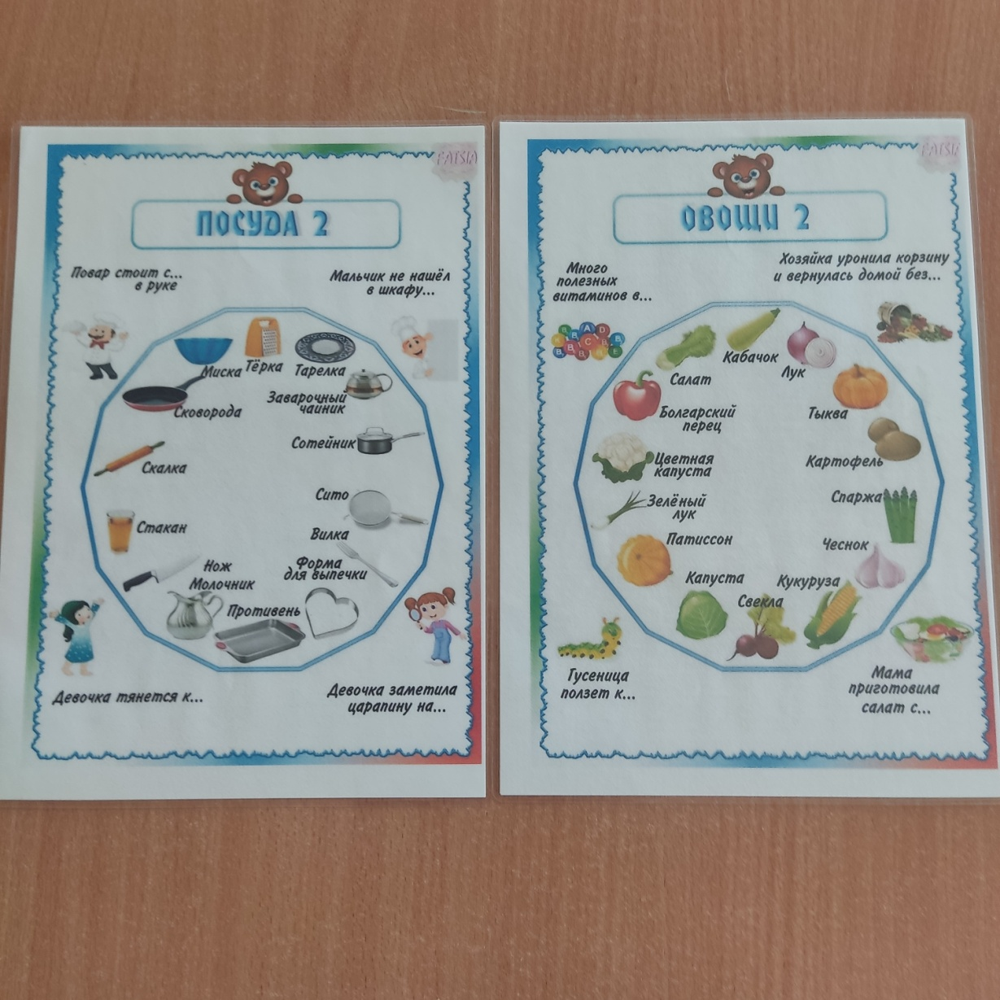 FAISIA
ПОСУДА 2
Повар стоит с...
в руке
Мальчик не нашёл
в шкафу...
Миска
Тёрка
Тарелка
Заварочный
чайник
Сковорода
Сотейник
Скалка
Сито
Стакан
Вилка
Нож
Форма
для выпечки
Молочник
Противень
Девочка тянется к...
Девочка заметила
царапину на...
ОВОЩИ 2
Много
полезных
витаминов в...
Хозяйка уронила корзину
и вернулась домой без...
Кабачок
Лук
Салат
Тыква
Болгарский
перец
Картофель
Цветная
капуста
Спаржа
Зелёный
лук
Патиссон
Чеснок
Капуста
Кукуруза
Свекла
Гусеница
ползет к...
Мама
приготовила
салат с...